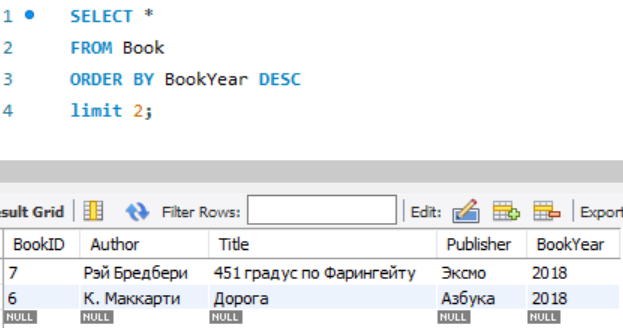 1 SELECT *
2 FROM Book
3 ORDER BY BookYear DESC
4 limit 2;
sult Grid Filter Rows: Edit: Export
BookID Author Title Publisher BookYear
7 Рэй Бредбери 451 градус по Фарингейту Эксмо 2018
6 К. Маккарти Дорога Азбука 2018
NULL NULL NULL NULL NULL